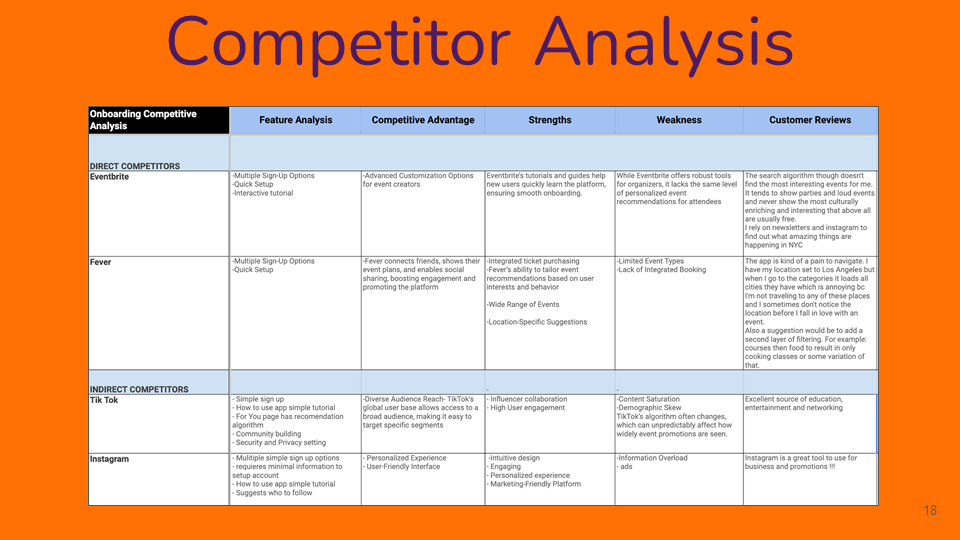 Competitor Analysis
Onboarding Competitive
Analysis
Feature Analysis
Competitive Advantage
Strengths
Weakness
Customer Reviews
DIRECT COMPETITORS
Eventbrite
-Multiple Sign-Up Options
-Quick Setup
-Interactive tutorial
-Advanced Customization Options
for event creators
Eventbrite's tutorials and guides help
new users quickly learn the platform,
ensuring smooth onboarding.
While Eventbrite offers robust tools
for organizers, it lacks the same level
of personalized event
recommendations for attendees
The search algorithm though doesn't
find the most interesting events for me.
It tends to show parties and loud events
and never show the most culturally
enriching and interesting that above all
are usually free.
I rely on newsletters and instagram to
find out what amazing things are
happening in NYC
Fever
-Multiple Sign-Up Options
-Quick Setup
-Fever connects friends, shows their
event plans, and enables social
sharing, boosting engagement and
promoting the platform
-Integrated ticket purchasing
-Fever's ability to tailor event
recommendations based on user
interests and behavior
-Wide Range of Events
-Location-Specific Suggestions
-Limited Event Types
-Lack of Integrated Booking
The app is kind of a pain to navigate. I
have my location set to Los Angeles but
when I go to the categories it loads all
cities they have which is annoying bc
I'm not traveling to any of these places
and I sometimes don't notice the
location before I fall in love with an
event.
Also a suggestion would be to add a
second layer of filtering. For example:
courses then food to result in only
cooking classes or some variation of
that.
INDIRECT COMPETITORS
-
-
Tik Tok
- Simple sign up
- How to use app simple tutorial
- For You page has recomendation
algorithm
- Community building
- Security and Privacy setting
-Diverse Audience Reach- TikTok's
global user base allows access to a
broad audience, making it easy to
target specific segments
- Influencer collaboration
- High User engagement
-Content Saturation
-Demographic Skew
TikTok's algorithm often changes,
which can unpredictably affect how
widely event promotions are seen.
Excellent source of education,
entertainment and networking
Instagram
- Mulitiple simple sign up options
- requieres minimal information to
setup account
- How to use app simple tutorial
- Suggests who to follow
- Personalized Experience
- User-Friendly Interface
-Intuitive design
- Engaging
- Personalized experience
- Marketing-Friendly Platform
-Information Overload
- ads
Instagram is a great tool to use for
business and promotions !!!
18